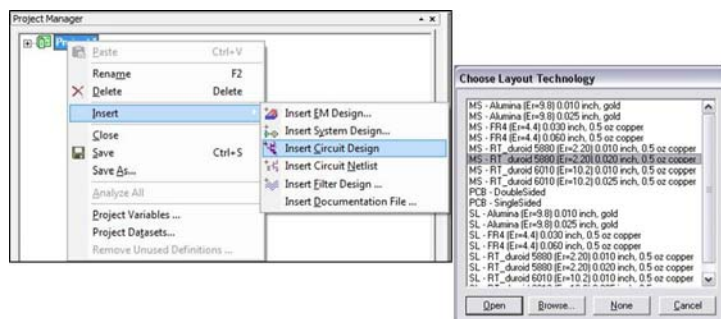 Project Manager
Paste Ctrl+V
Rename F2
Delete Delete
Insert
Close
Save Ctrl+S
Save As...
Analyze All
Project Variables ...
Project Datasets...
Remove Unused Definitions ...
Insert EM Design...
Insert System Design...
Insert Circuit Design
Insert Circuit Netlist
Insert Filter Design ...
Insert Documentation File ...
Choose Layout Technology
MS - Alumina (Er=9.8) 0.010 inch, gold
MS - Alumina (Er=9.8) 0.025 inch, gold
MS - FR4 (Er=4.4) 0.030 inch, 0.5 oz copper
MS - FR4 (Er=4.4) 0.060 inch, 0.5 oz copper
MS - RT_duroid 5880 (Er=2.20) 0.010 inch, 0.5 oz copper
MS - RT_duroid 5880 (Er=2.20) 0.020 inch, 0.5 oz copper
MS - RT_duroid 6010 (Er=10.2) 0.010 inch, 0.5 oz copper
MS - RT_duroid 6010 (Er=10.2) 0.025 inch, 0.5 oz copper
PCB - DoubleSided
PCB - SingleSided
SL - Alumina (Er=9.8) 0.010 inch, gold
SL - Alumina (Er=9.8) 0.025 inch, gold
SL - FR4 (Er=4.4) 0.030 inch, 0.5 oz copper
SL - FR4 (Er=4.4) 0.060 inch, 0.5 oz copper
SL - RT_duroid 5880 (Er=2.20) 0.010 inch, 0.5 oz copper
SL - RT_duroid 5880 (Er=2.20) 0.020 inch, 0.5 oz copper
SL - RT_duroid 6010 (Er=10.2) 0.010 inch, 0.5 oz copper
Open Browse... None Cancel